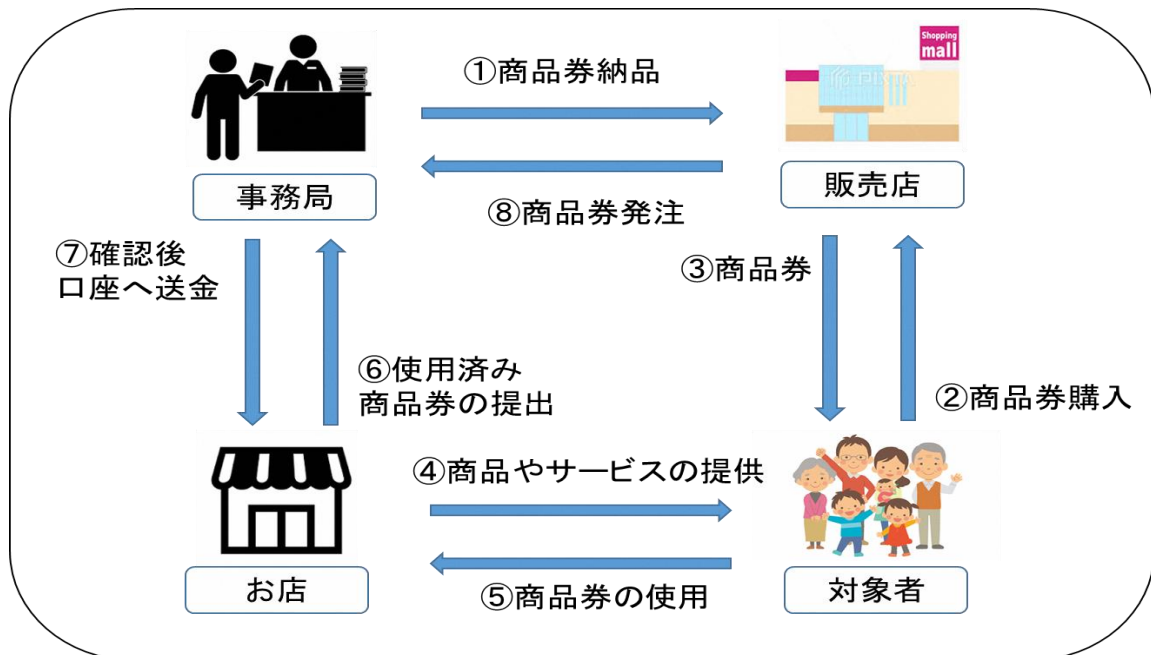 Shopping
mall
①商品券納品
事務局
販売店
⑧商品券発注
⑦確認後
口座へ送金
③商品券
⑥使用済み
商品券の提出
②商品券購入
④商品やサービスの提供
お店
⑤商品券の使用
対象者